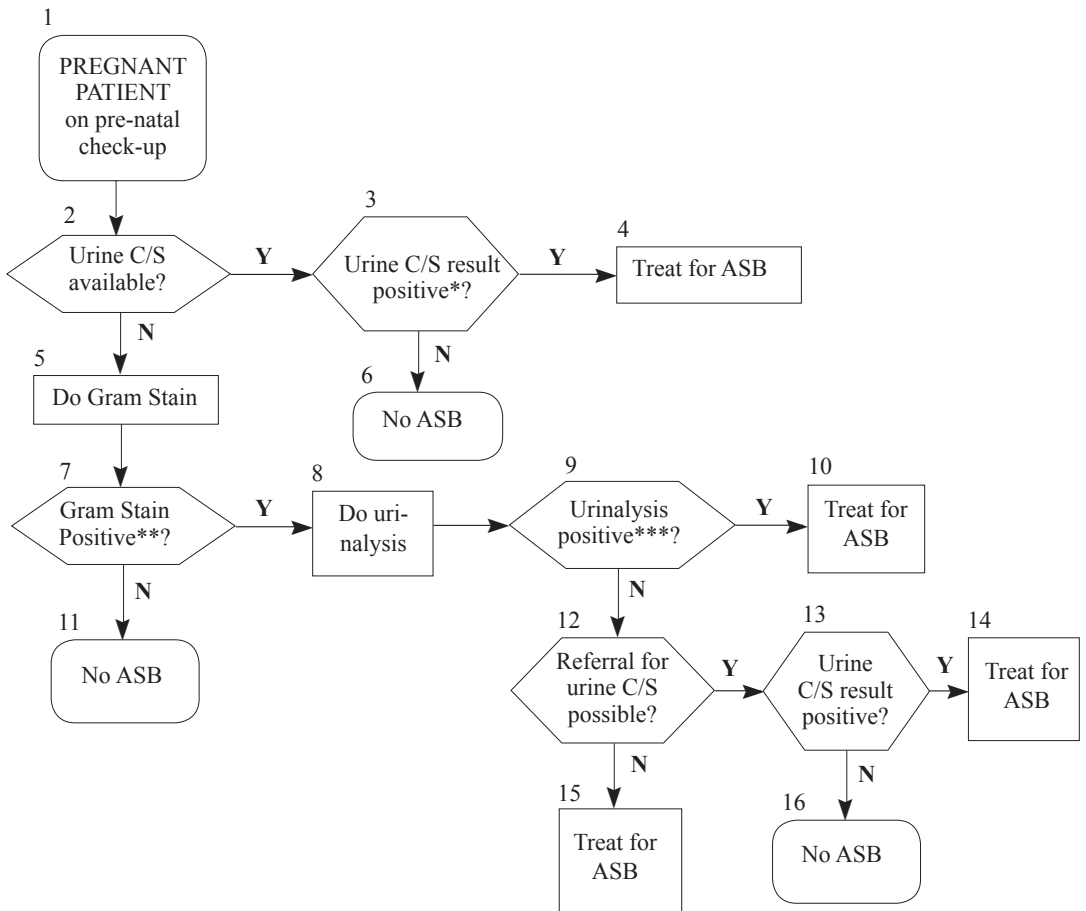 1
PREGNANT
PATIENT
on pre-natal
check-up
2
Urine C/S
available?
Y
3
Urine C/S result
positive*?
Y
4
Treat for ASB
N
5
Do Gram Stain
N
6
No ASB
7
Gram Stain
Positive**?
Y
8
Do uri-
nalysis
9
Urinalysis
positive***?
Y
10
Treat for
ASB
N
11
No ASB
N
12
Referral for
urine C/S
possible?
Y
13
Urine
C/S result
positive?
Y
14
Treat for
ASB
N
15
Treat for
ASB
N
16
No ASB